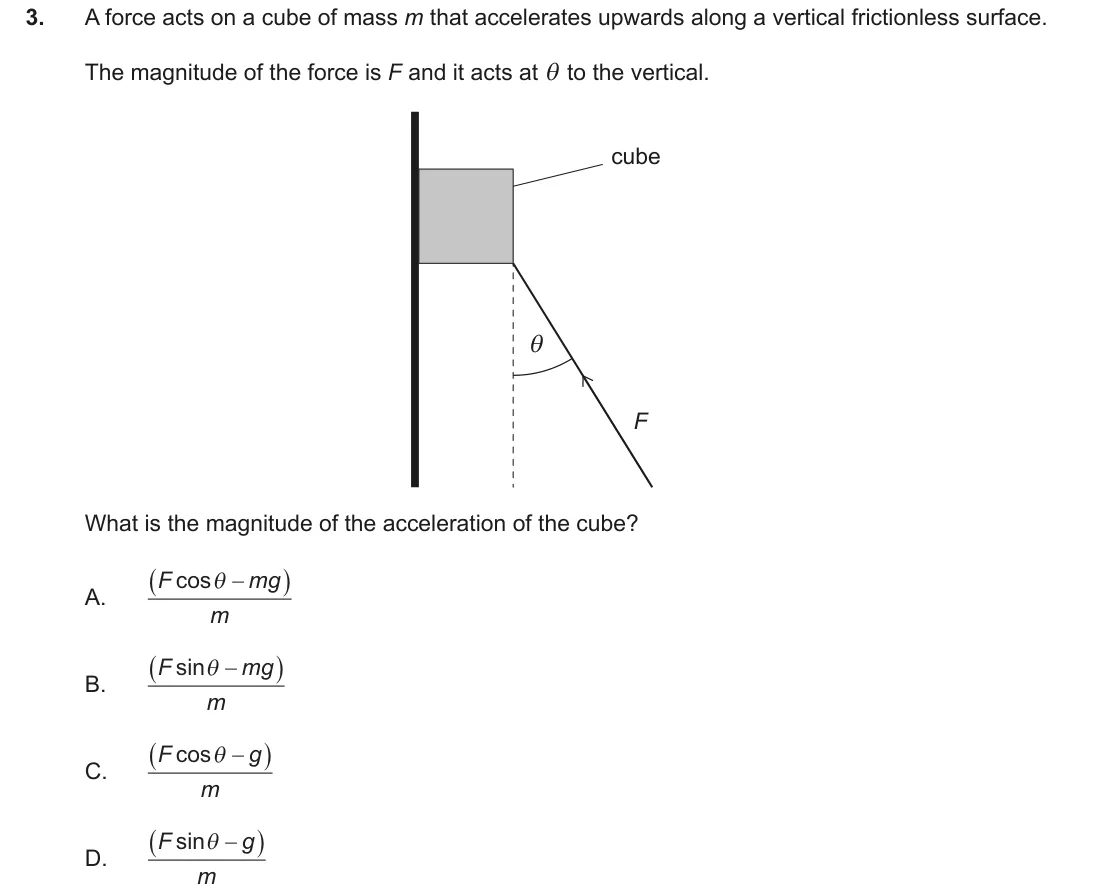 3. A force acts on a cube of mass m that accelerates upwards along a vertical frictionless surface.
The magnitude of the force is F and it acts at θ to the vertical.
cube
θ
F
What is the magnitude of the acceleration of the cube?
A. (F cos θ – mg)
m
B. (F sin θ – mg)
m
C. (F cos θ – g)
m
D. (F sin θ – g)
m